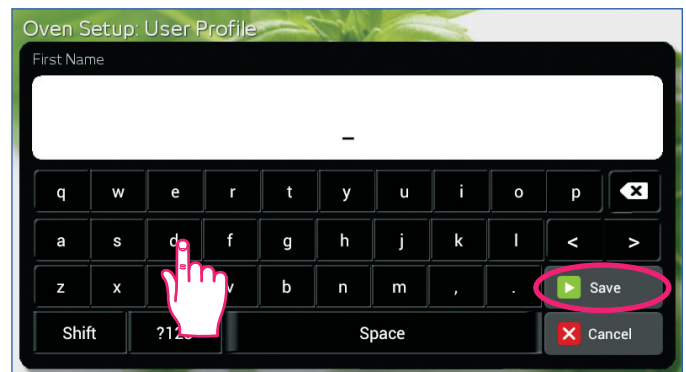 Oven Setup: User Profile
First Name
_
q w e r t y u i o p
a s d f g h j k l < >
z x v b n m , . Save
Shift ?123 Space Cancel